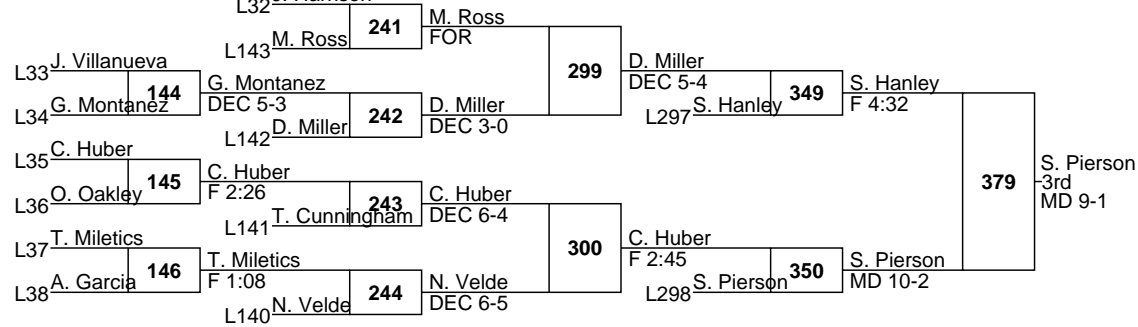 L32
M. Ross
FOR
241
L143 M. Ross
299
L33 J. Villanueva
D. Miller
DEC 5-4
144
G. Montanez
DEC 5-3
349
S. Hanley
F 4:32
L34 G. Montanez
242
D. Miller
DEC 3-0
L297 S. Hanley
L142 D. Miller
L35 C. Huber
145
C. Huber
F 2:26
379
S. Pierson
3rd
MD 9-1
L36 O. Oakley
243
C. Huber
DEC 6-4
L141 T. Cunningham
L37 T. Miletics
300
C. Huber
F 2:45
146
T. Miletics
F 1:08
350
S. Pierson
MD 10-2
L38 A. Garcia
244
N. Velde
DEC 6-5
L298 S. Pierson
L140 N. Velde